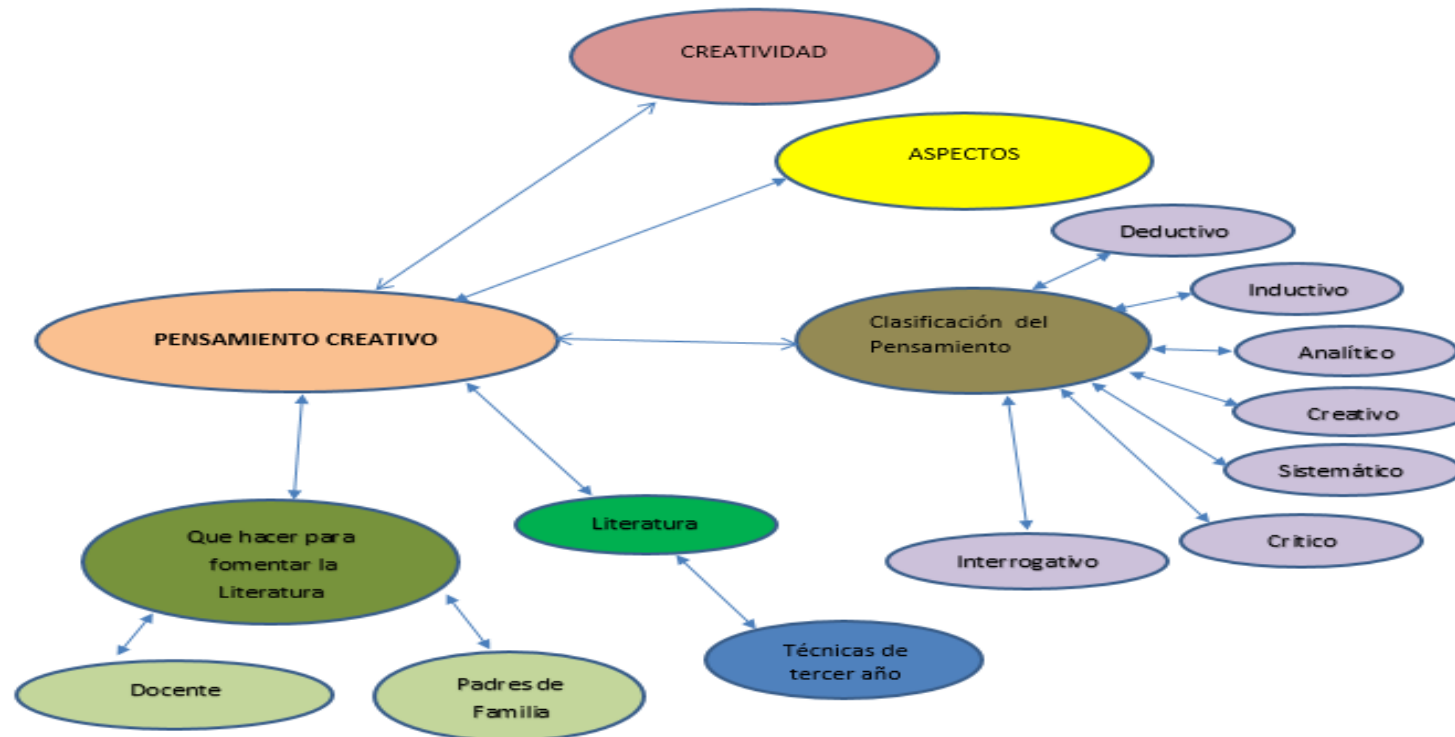 CREATIVIDAD
ASPECTOS
Deductivo
Inductivo
PENSAMIENTO CREATIVO
Clasificación del
Pensamiento
Analítico
Creativo
Sistemático
Crítico
Interrogativo
Literatura
Que hacer para
fomentar la
Literatura
Técnicas de
tercer año
Docente
Padres de
Familia